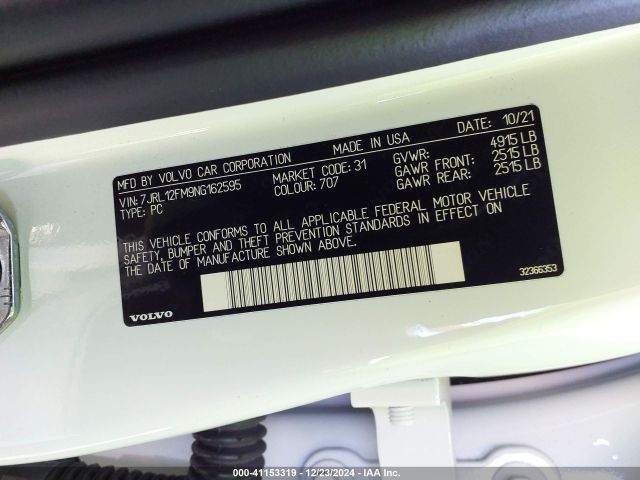 MFD BY VOLVO CAR CORPORATION MADE IN USA DATE: 10/21
VIN: 7JRL12FM9NG162595 MARKET CODE: 31 GVWR: 4915 LB
TYPE: PC COLOUR: 707 GAWR FRONT: 2515 LB
GAWR REAR: 2515 LB
THIS VEHICLE CONFORMS TO ALL APPLICABLE FEDERAL MOTOR VEHICLE
SAFETY, BUMPER AND THEFT PREVENTION STANDARDS IN EFFECT ON
THE DATE OF MANUFACTURE SHOWN ABOVE.
VOLVO 32366353
000-41153319 - 12/23/2024 - IAA Inc.